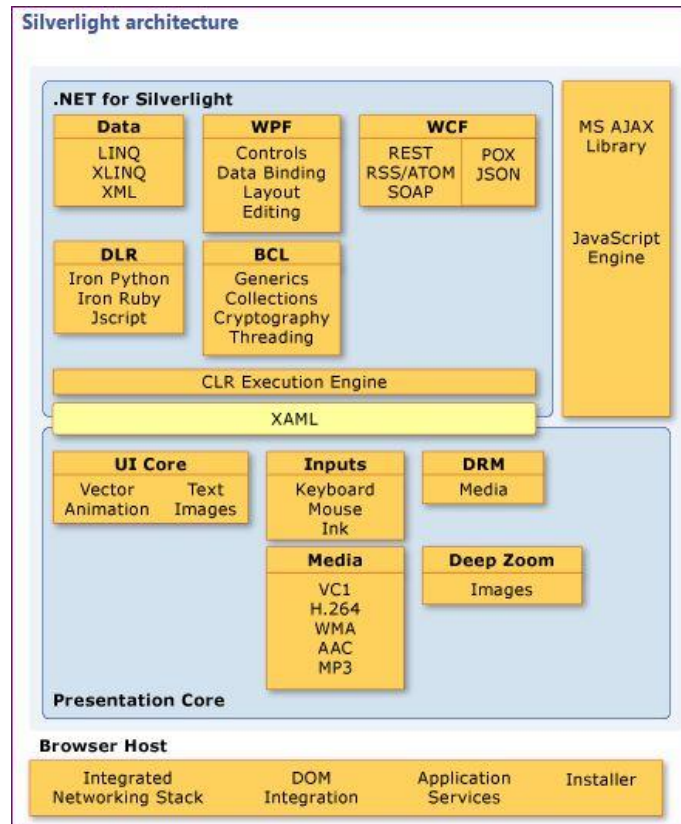 Silverlight architecture
.NET for Silverlight
Data
LINQ
XLINQ
XML
WPF
Controls
Data Binding
Layout
Editing
WCF
REST
RSS/ATOM
SOAP
POX
JSON
MS AJAX
Library
JavaScript
Engine
DLR
Iron Python
Iron Ruby
Jscript
BCL
Generics
Collections
Cryptography
Threading
CLR Execution Engine
XAML
UI Core
Vector Text
Animation Images
Inputs
Keyboard
Mouse
Ink
DRM
Media
Media
VC1
H.264
WMA
AAC
MP3
Deep Zoom
Images
Presentation Core
Browser Host
Integrated
Networking Stack
DOM
Integration
Application
Services
Installer